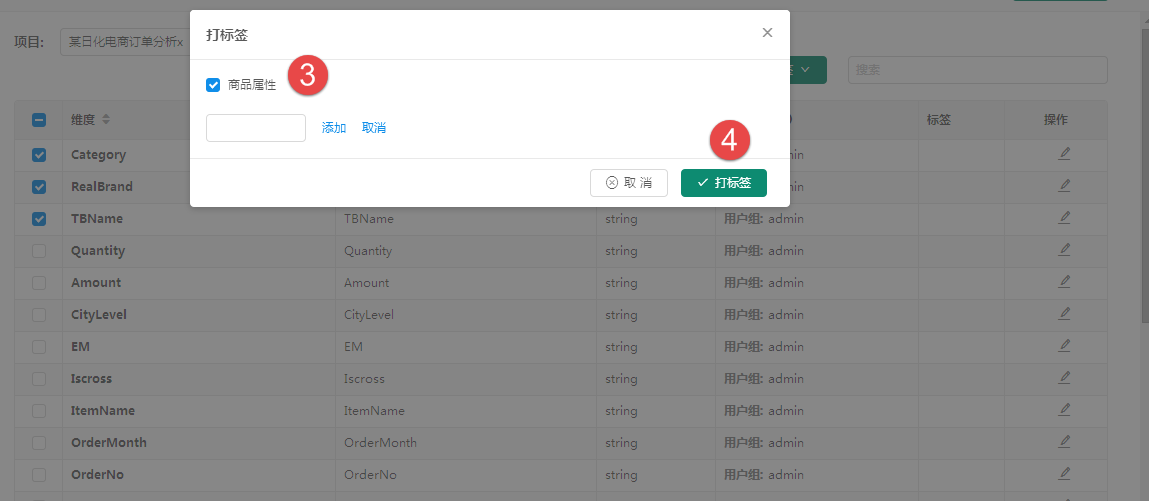 打标签
项目: 某日化电商订单分析x
商品属性 3
搜索
添加 取消
维度 标签 操作
4
Category
取 消 打标签
RealBrand
TBName TBName string 用户组: admin
Quantity Quantity string 用户组: admin
Amount Amount string 用户组: admin
CityLevel CityLevel string 用户组: admin
EM EM string 用户组: admin
Iscross Iscross string 用户组: admin
ItemName ItemName string 用户组: admin
OrderMonth OrderMonth string 用户组: admin
OrderNo OrderNo string 用户组: admin